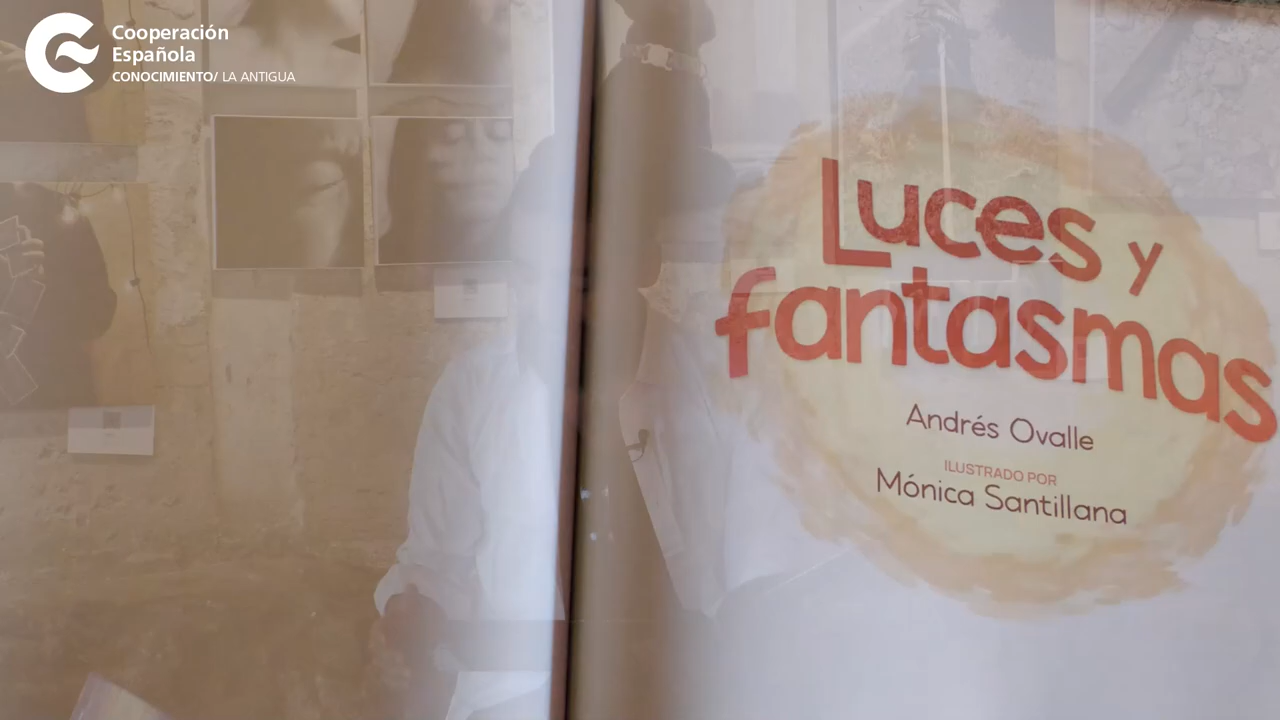 Cooperación
Española
CONOCIMIENTO/ LA ANTIGUA
Luces y
fantasmas
Andrés Ovalle
ILUSTRADO POR
Mónica Santillana